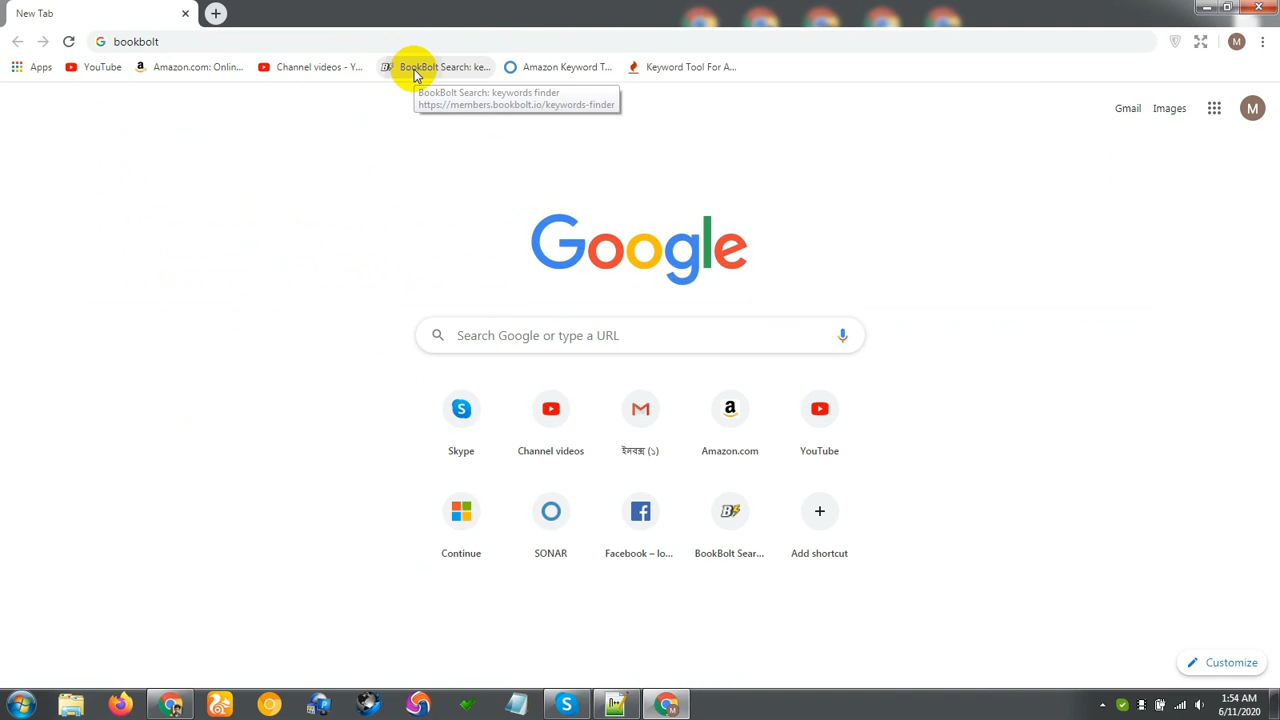 New Tab
bookbolt
Apps YouTube Amazon.com: Onlin... Channel videos - Y... BookBolt Search: ke... Amazon Keyword T... Keyword Tool For A...
BookBolt Search: keywords finder
https://members.bookbolt.io/keywords-finder
M
Gmail Images M
Google
Search Google or type a URL
Skype Channel videos ইনবক্স (১) Amazon.com YouTube
Continue SONAR Facebook – lo... BookBolt Sear... Add shortcut
Customize
1:54 AM
6/11/2020